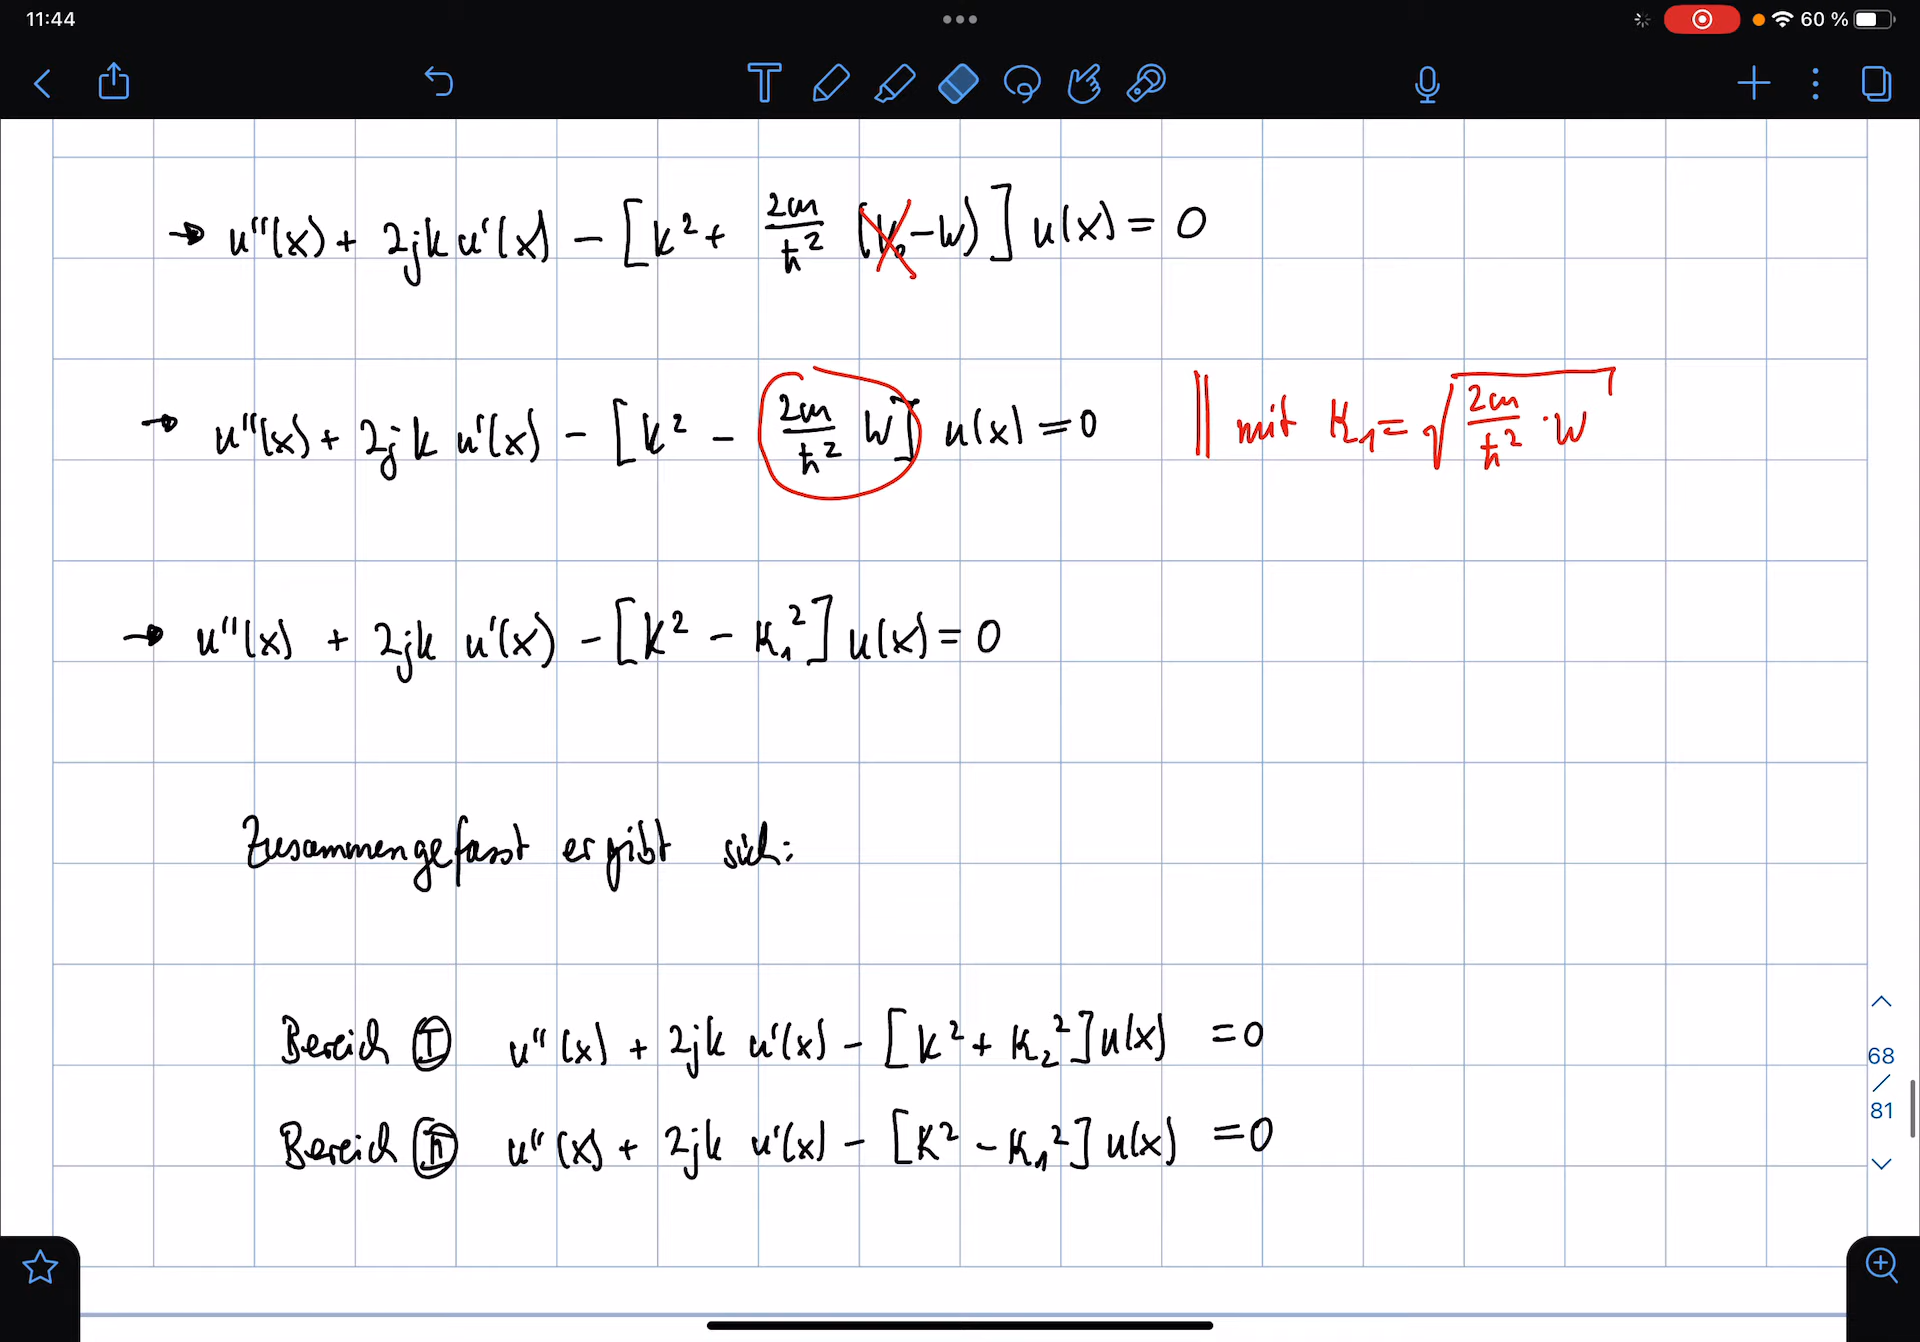 11:44
60 %
→ u''(x) + 2jk u'(x) − [k² + 2m/ħ² (V₀−W)] u(x) = 0
→ u''(x) + 2jk u'(x) − [k² − 2m/ħ² W] u(x) = 0 || mit K₁ = √(2m/ħ² · W)
→ u''(x) + 2jk u'(x) − [k² − K₁²] u(x) = 0
Zusammengefasst ergibt sich:
Bereich Ⓘ u''(x) + 2jk u'(x) − [k² + K₂²] u(x) = 0
Bereich Ⓘ︎Ⓘ u''(x) + 2jk u'(x) − [k² − K₁²] u(x) = 0
68
/
81